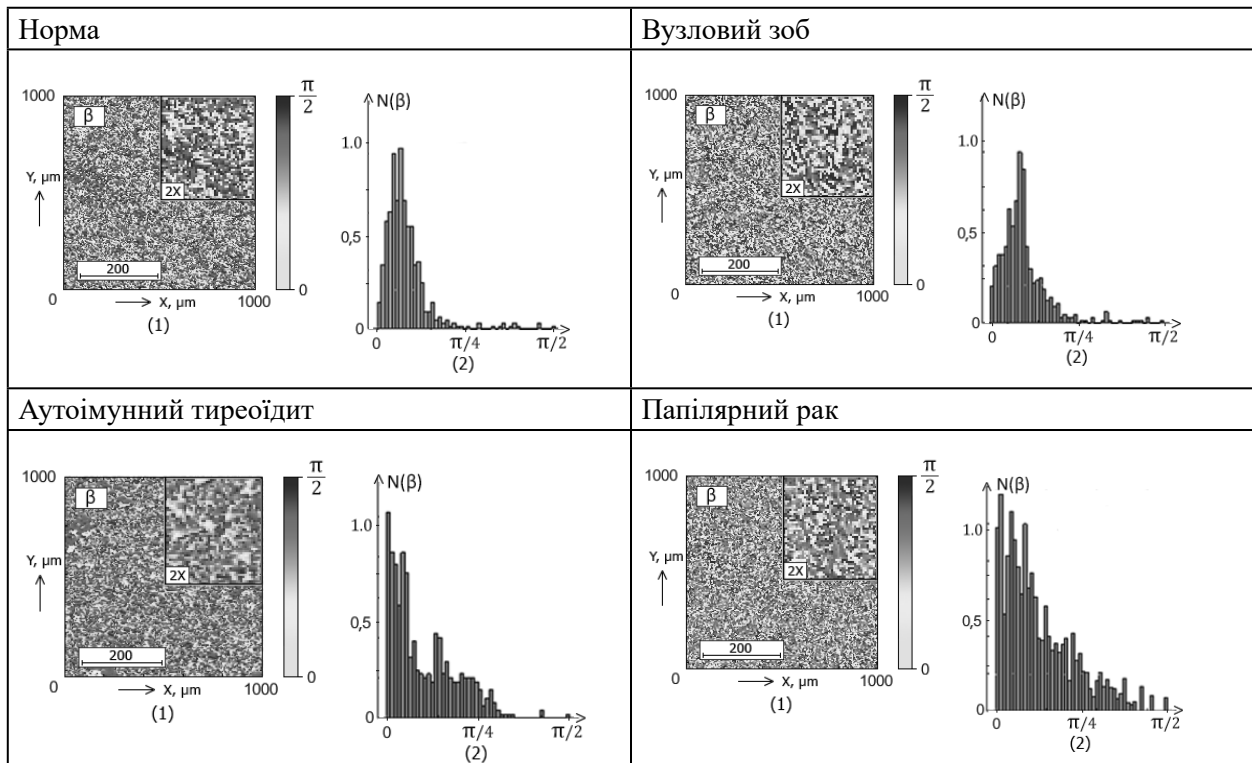 Норма
1000
β
2X
Y, μm
200
0
X, μm
1000
(1)
π
2
0
N(β)
1.0
0,5
0
0
π/4
π/2
(2)
Вузловий зоб
1000
β
2X
Y, μm
200
0
X, μm
1000
(1)
π
2
0
N(β)
1.0
0,5
0
0
π/4
π/2
(2)
Аутоімунний тиреоїдит
1000
β
2X
Y, μm
200
0
X, μm
1000
(1)
π
2
0
N(β)
1.0
0,5
0
0
π/4
π/2
(2)
Папілярний рак
1000
β
2X
Y, μm
200
0
X, μm
1000
(1)
π
2
0
N(β)
1.0
0,5
0
0
π/4
π/2
(2)